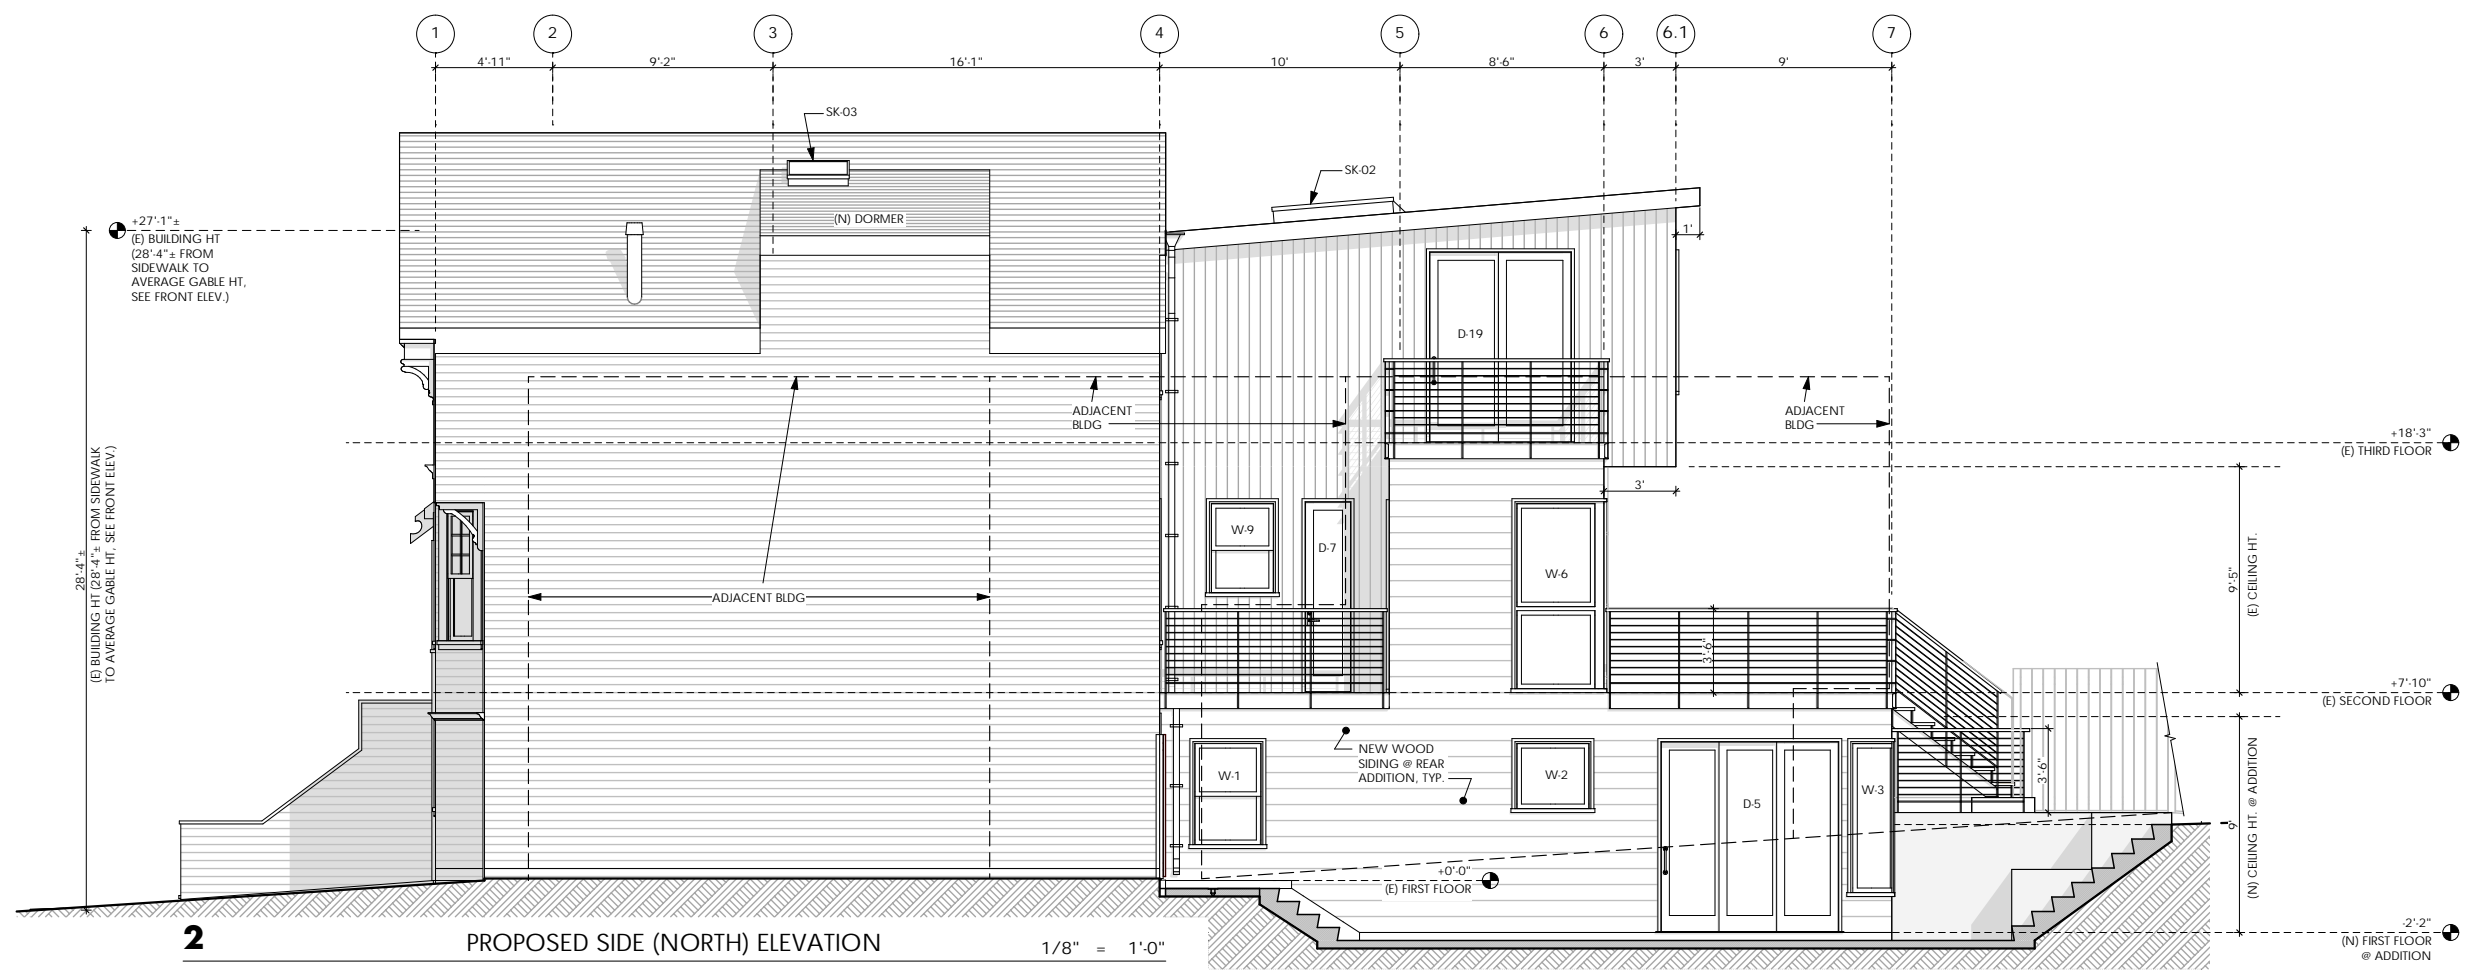 1
2
3
4
5
6
6.1
7
4'-11"
9'-2"
16'-1"
10'
8'-6"
3'
9'
SK-03
SK-02
(N) DORMER
+27'-1"±
(E) BUILDING HT
(28'-4"± FROM
SIDEWALK TO
AVERAGE GABLE HT,
SEE FRONT ELEV.)
1'
D-19
ADJACENT
BLDG
ADJACENT
BLDG
+18'-3"
(E) THIRD FLOOR
3'
28'-4"±
(E) BUILDING HT (28'-4"± FROM SIDEWALK
TO AVERAGE GABLE HT, SEE FRONT ELEV.)
W-9
D-7
W-6
9'-5"
(E) CEILING HT.
ADJACENT BLDG
3'-6"
+7'-10"
(E) SECOND FLOOR
NEW WOOD
SIDING @ REAR
ADDITION, TYP.
W-1
W-2
D-5
W-3
3'-6"
9'
(N) CEILING HT. @ ADDITION
+0'-0"
(E) FIRST FLOOR
-2'-2"
(N) FIRST FLOOR
@ ADDITION
2
PROPOSED SIDE (NORTH) ELEVATION
1/8" = 1'-0"